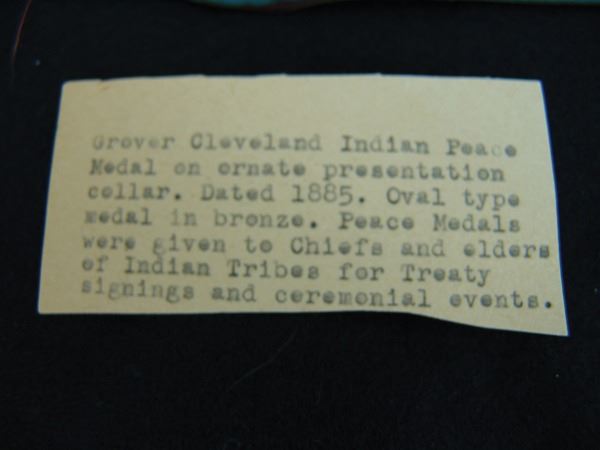 Grover Cleveland Indian Peace
Medal on ornate presentation
collar. Dated 1885. Oval type
medal in bronze. Peace Medals
were given to Chiefs and elders
of Indian Tribes for Treaty
signings and ceremonial events.